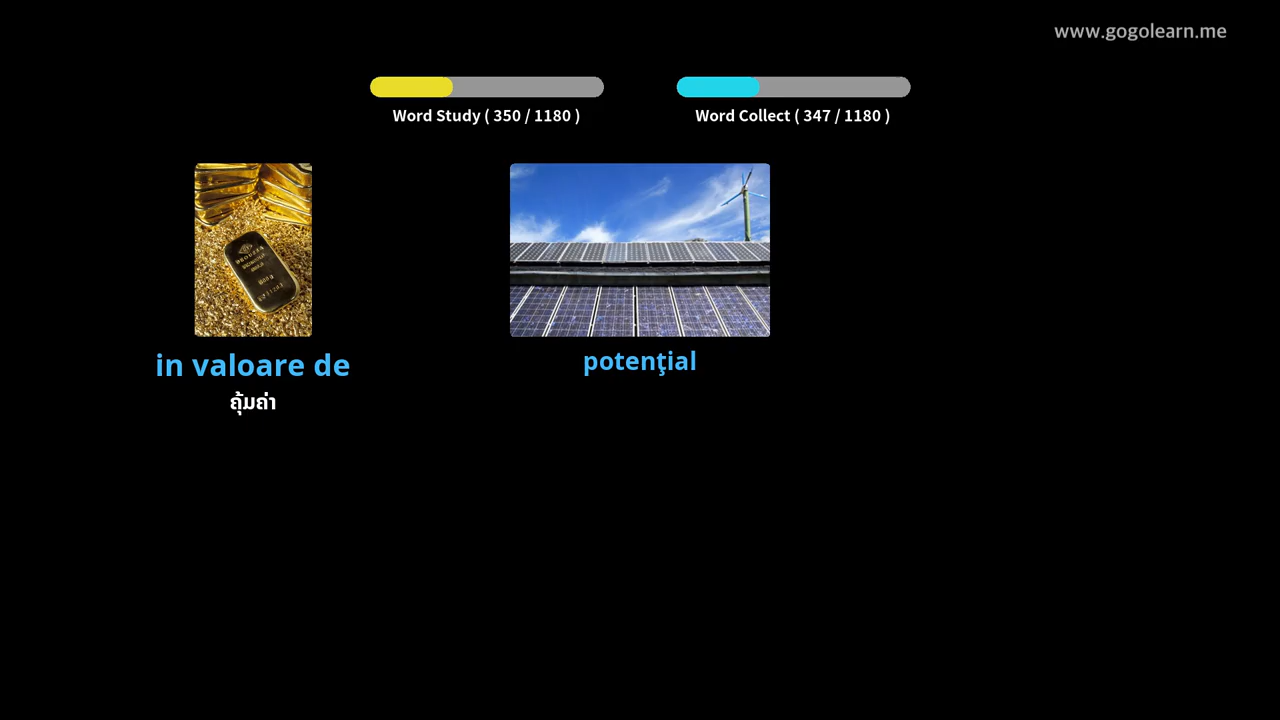 www.gogolearn.me
Word Study ( 350 / 1180 )
Word Collect ( 347 / 1180 )
in valoare de
ຄຸ້ມຄ່າ
potenţial